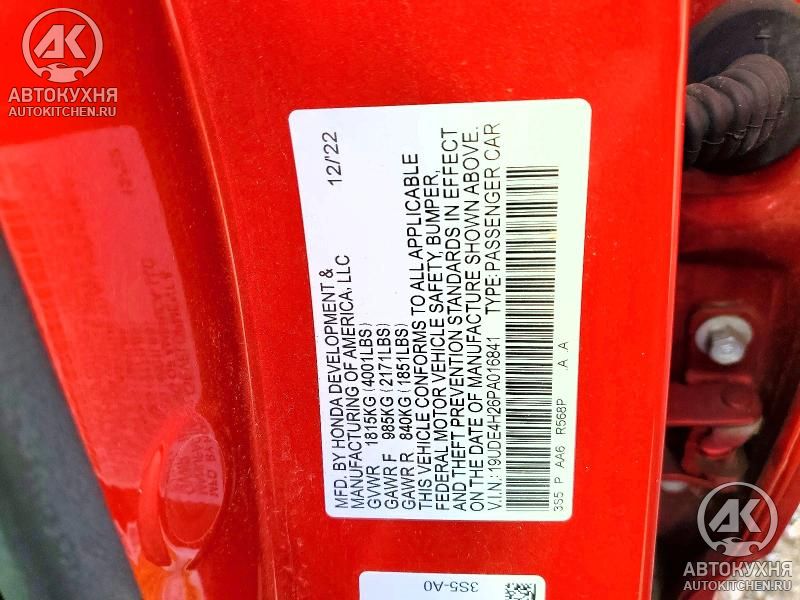 АК
АВТОКУХНЯ
AUTOKITCHEN.RU
MFD. BY HONDA DEVELOPMENT & 12/'22
MANUFACTURING OF AMERICA, LLC
GVWR 1815KG (4001LBS)
GAWR F 985KG (2171LBS)
GAWR R 840KG (1851LBS)
THIS VEHICLE CONFORMS TO ALL APPLICABLE
FEDERAL MOTOR VEHICLE SAFETY, BUMPER,
AND THEFT PREVENTION STANDARDS IN EFFECT
ON THE DATE OF MANUFACTURE SHOWN ABOVE.
V.I.N.: 19UDE4H26PA016841 TYPE: PASSENGER CAR
3S5 P AA6 R568P .A .A
3S5-A0
АК
АВТОКУХНЯ
AUTOKITCHEN.RU